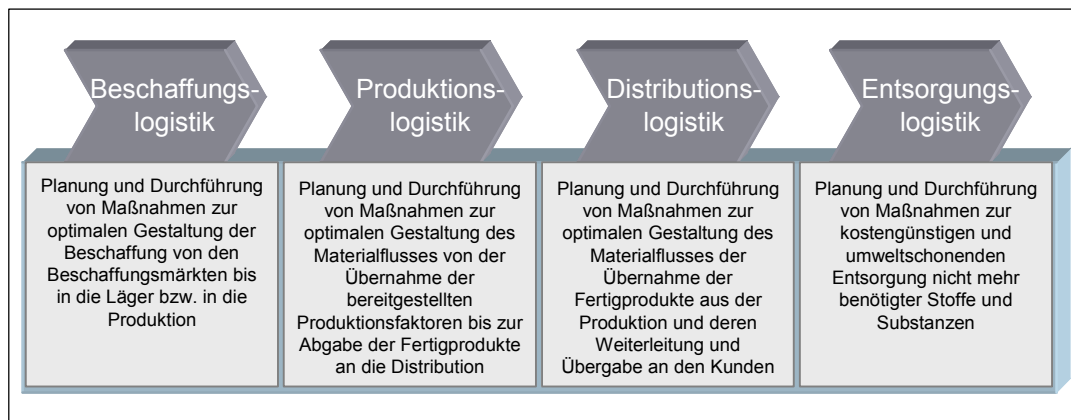 Beschaffungs-
logistik
Planung und Durchführung
von Maßnahmen zur
optimalen Gestaltung der
Beschaffung von den
Beschaffungsmärkten bis
in die Läger bzw. in die
Produktion
Produktions-
logistik
Planung und Durchführung
von Maßnahmen zur
optimalen Gestaltung des
Materialflusses von der
Übernahme der
bereitgestellten
Produktionsfaktoren bis zur
Abgabe der Fertigprodukte
an die Distribution
Distributions-
logistik
Planung und Durchführung
von Maßnahmen zur
optimalen Gestaltung des
Materialflusses der
Übernahme der
Fertigprodukte aus der
Produktion und deren
Weiterleitung und
Übergabe an den Kunden
Entsorgungs-
logistik
Planung und Durchführung
von Maßnahmen zur
kostengünstigen und
umweltschonenden
Entsorgung nicht mehr
benötigter Stoffe und
Substanzen